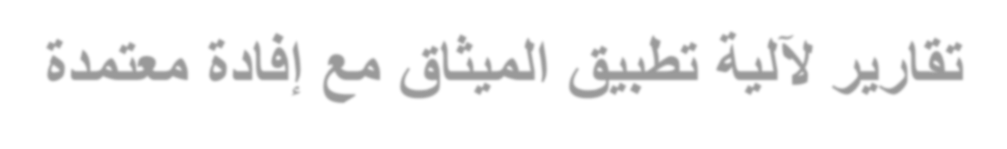 تقارير لآلية تطبيق الميثاق مع إفادة معتمدة